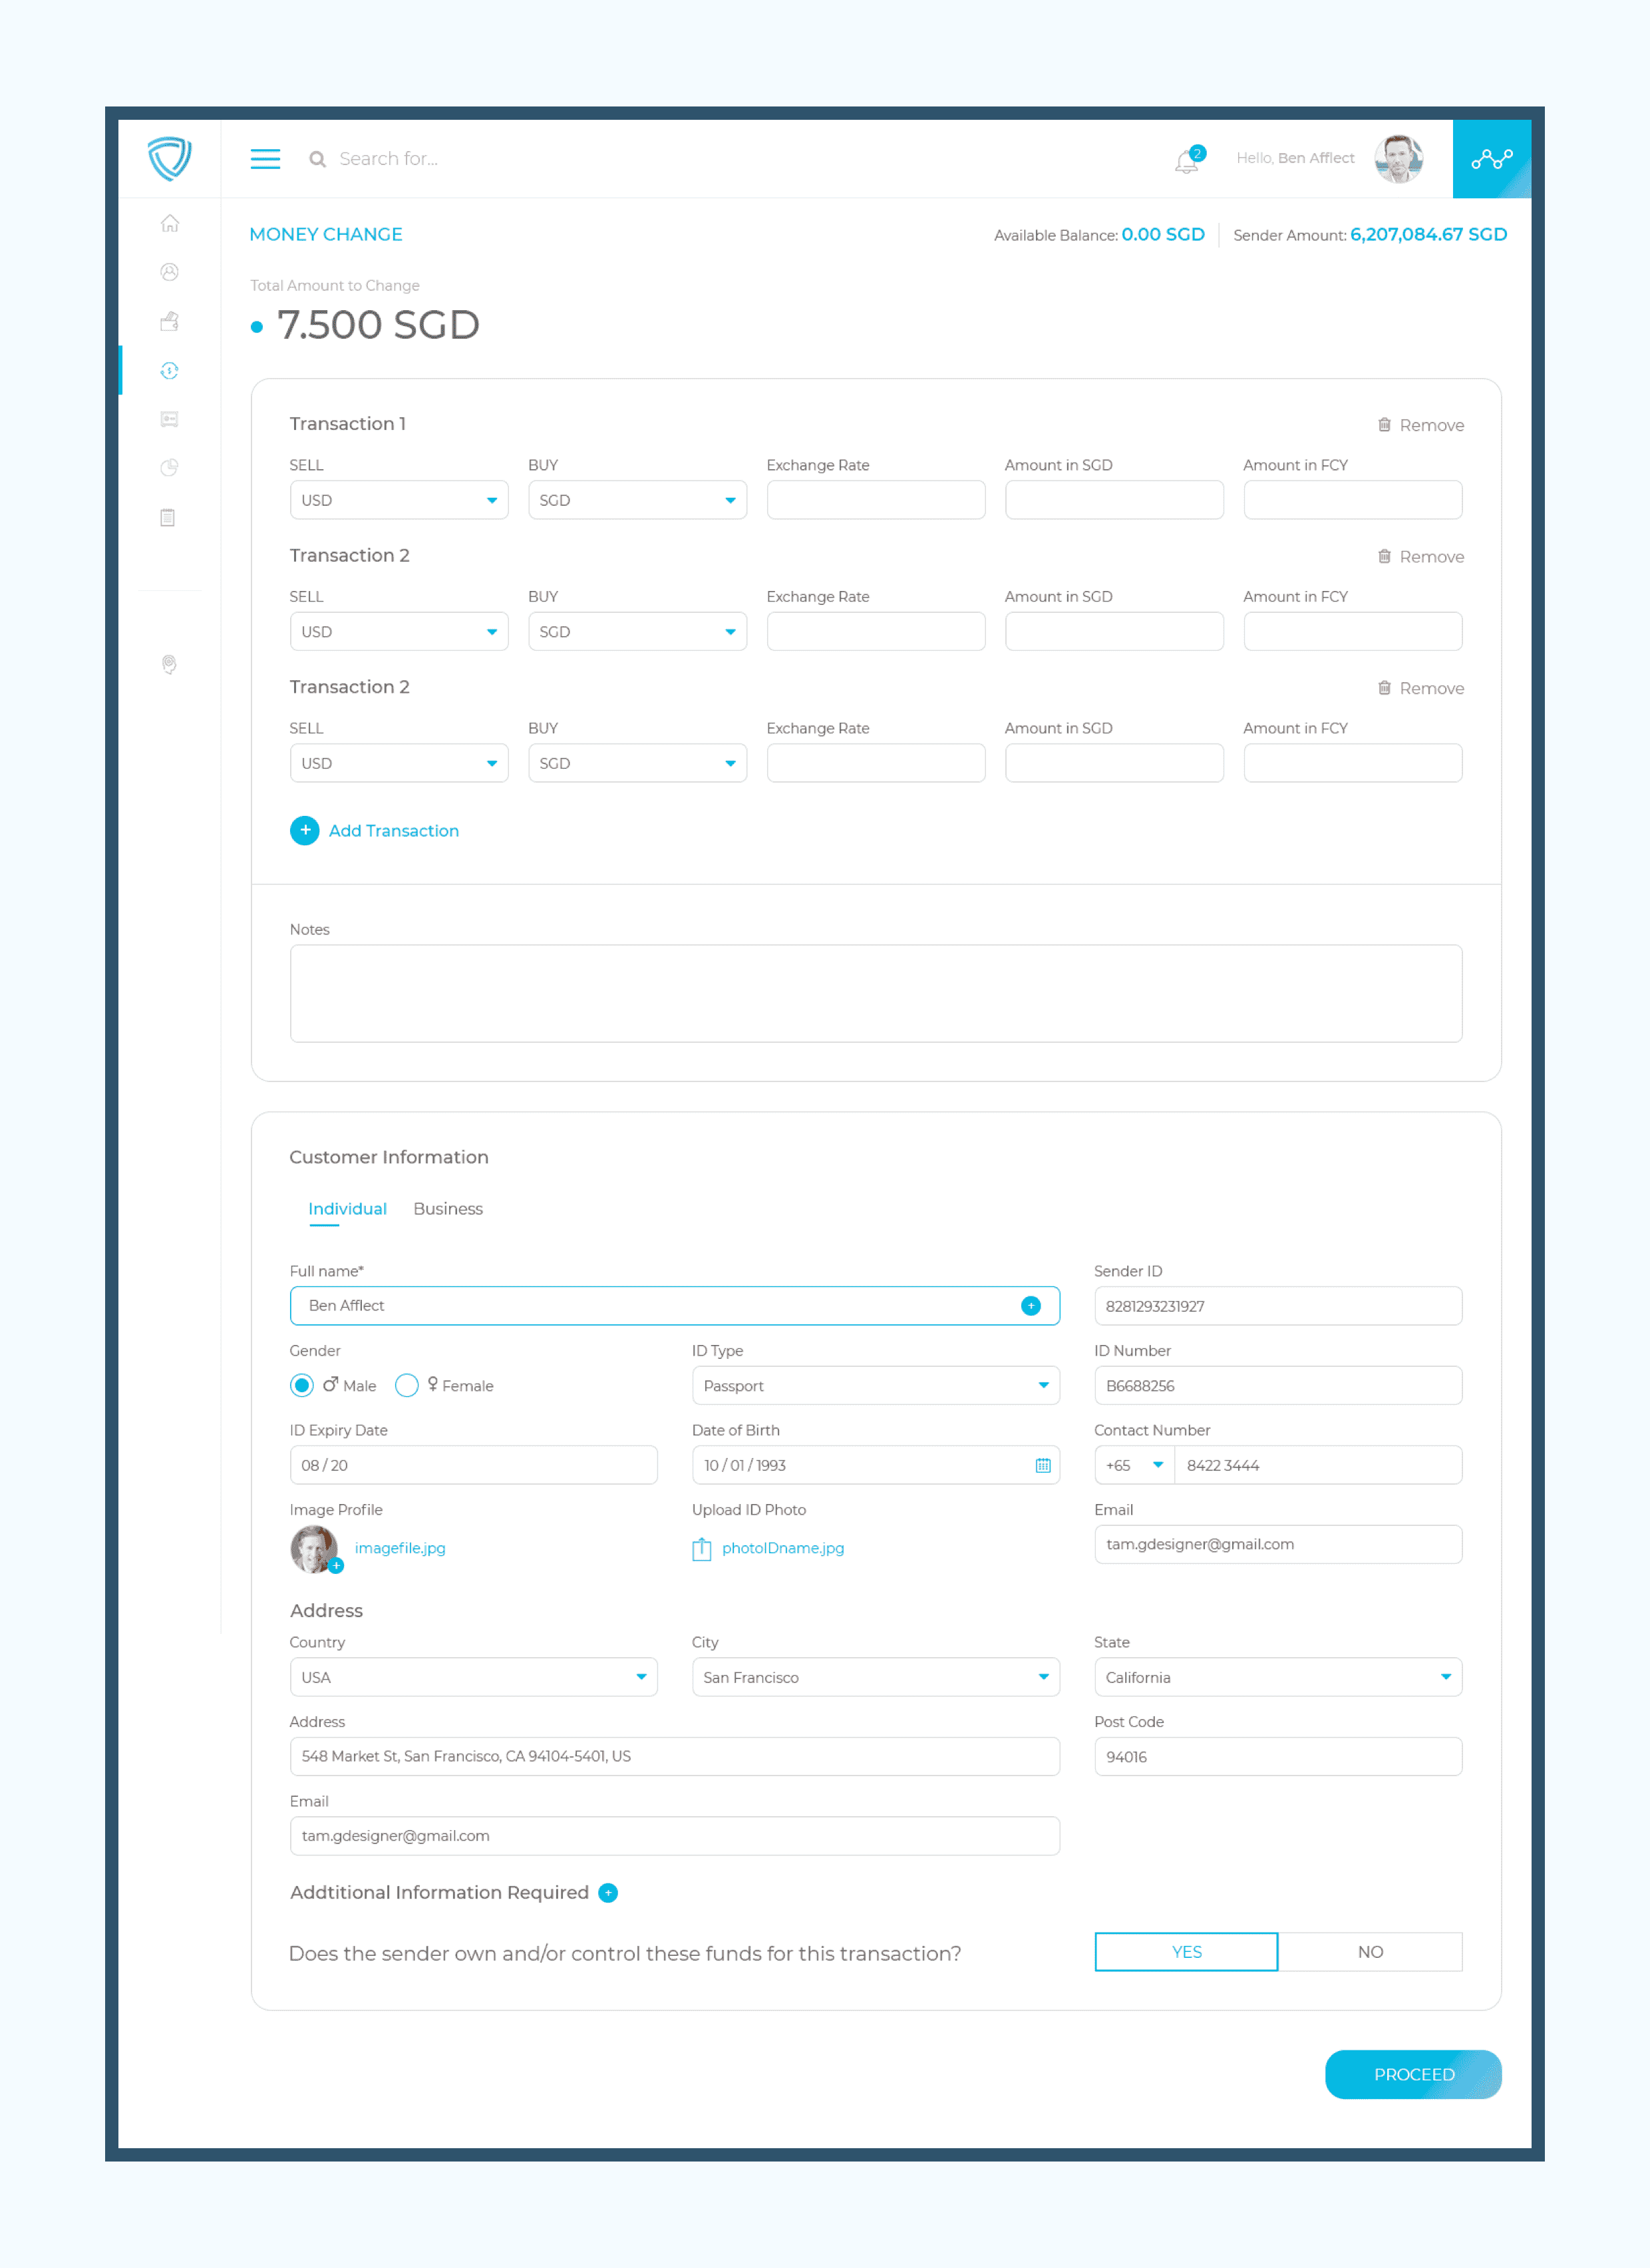 Search for...
2
Hello, Ben Afflect
MONEY CHANGE
Available Balance: 0.00 SGD
Sender Amount: 6,207,084.67 SGD
Total Amount to Change
7.500 SGD
Transaction 1
Remove
SELL BUY Exchange Rate Amount in SGD Amount in FCY
USD SGD
Transaction 2
Remove
SELL BUY Exchange Rate Amount in SGD Amount in FCY
USD SGD
Transaction 2
Remove
SELL BUY Exchange Rate Amount in SGD Amount in FCY
USD SGD
+ Add Transaction
Notes
Customer Information
Individual Business
Full name* Sender ID
Ben Afflect + 8281293231927
Gender ID Type ID Number
♂ Male ♀ Female Passport B6688256
ID Expiry Date Date of Birth Contact Number
08 / 20 10 / 01 / 1993 +65 8422 3444
Image Profile Upload ID Photo Email
imagefile.jpg photoIDname.jpg tam.gdesigner@gmail.com
Address
Country City State
USA San Francisco California
Address Post Code
548 Market St, San Francisco, CA 94104-5401, US 94016
Email
tam.gdesigner@gmail.com
Addtitional Information Required +
Does the sender own and/or control these funds for this transaction? YES NO
PROCEED